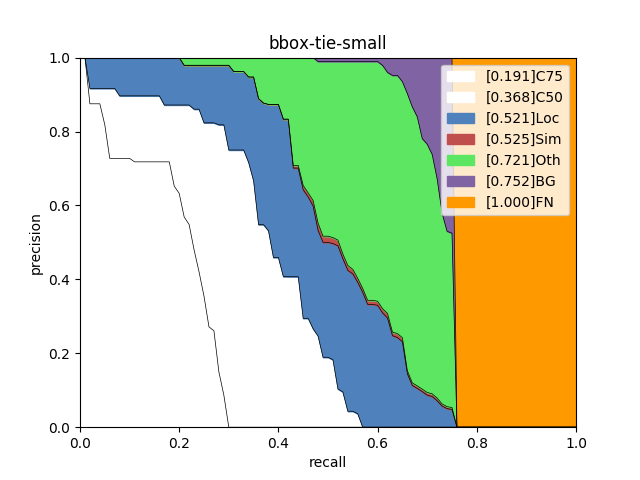 bbox-tie-small
1.0
0.8
0.6
0.4
0.2
0.0
precision
[0.191]C75
[0.368]C50
[0.521]Loc
[0.525]Sim
[0.721]Oth
[0.752]BG
[1.000]FN
0.0 0.2 0.4 0.6 0.8 1.0
recall